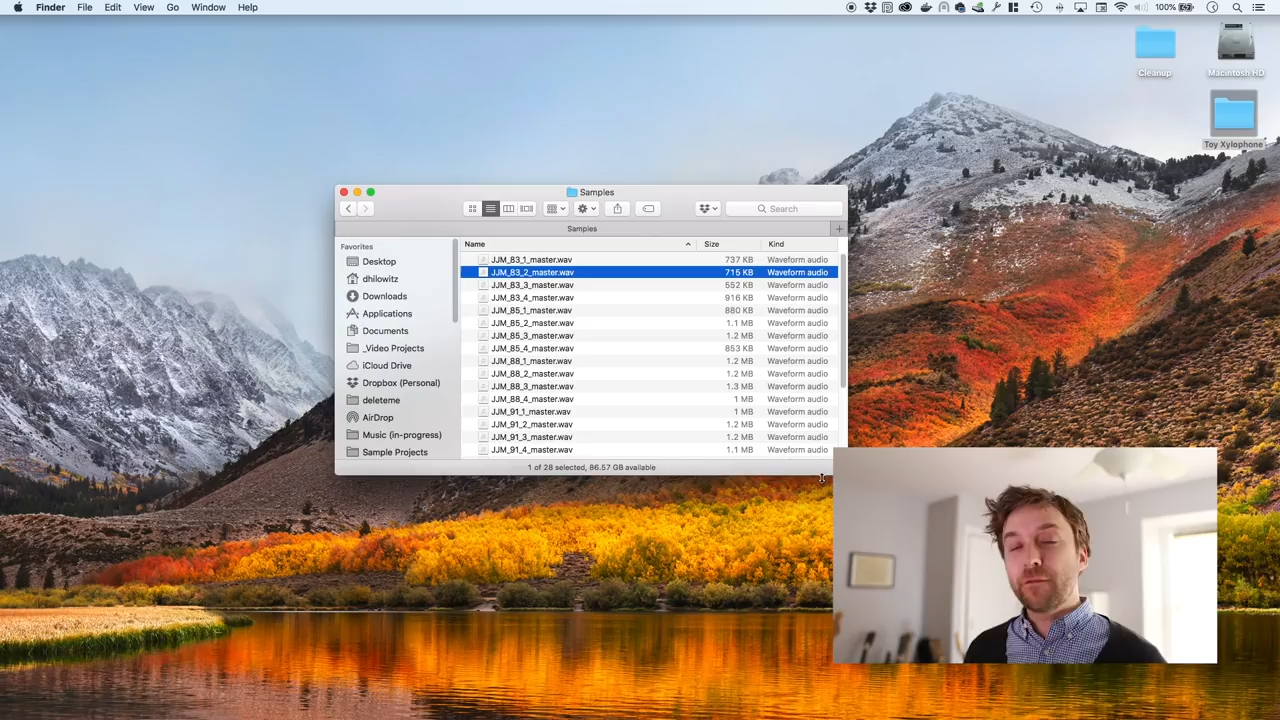 Finder File Edit View Go Window Help
100%
Cleanup
Macintosh HD
Toy Xylophone
Samples
Search
Samples
Favorites
Desktop
dhilowitz
Downloads
Applications
Documents
_Video Projects
iCloud Drive
Dropbox (Personal)
deleteme
AirDrop
Music (in-progress)
Sample Projects
Name Size Kind
JJM_83_1_master.wav 737 KB Waveform audio
JJM_83_2_master.wav 715 KB Waveform audio
JJM_83_3_master.wav 552 KB Waveform audio
JJM_83_4_master.wav 916 KB Waveform audio
JJM_85_1_master.wav 880 KB Waveform audio
JJM_85_2_master.wav 1.1 MB Waveform audio
JJM_85_3_master.wav 1.2 MB Waveform audio
JJM_85_4_master.wav 853 KB Waveform audio
JJM_88_1_master.wav 1.2 MB Waveform audio
JJM_88_2_master.wav 1.2 MB Waveform audio
JJM_88_3_master.wav 1.3 MB Waveform audio
JJM_88_4_master.wav 1 MB Waveform audio
JJM_91_1_master.wav 1 MB Waveform audio
JJM_91_2_master.wav 1.2 MB Waveform audio
JJM_91_3_master.wav 1.2 MB Waveform audio
JJM_91_4_master.wav 1.1 MB Waveform audio
1 of 28 selected, 86.57 GB available